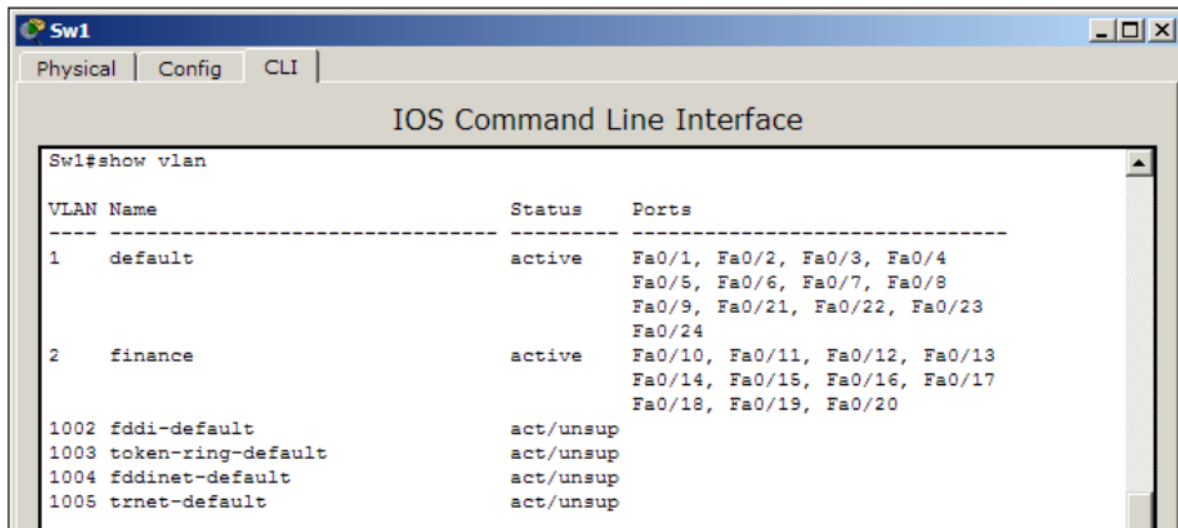 Sw1
Physical Config CLI
IOS Command Line Interface
Sw1#show vlan
VLAN Name Status Ports
---- -------------------------------- --------- -------------------------------
1 default active Fa0/1, Fa0/2, Fa0/3, Fa0/4
Fa0/5, Fa0/6, Fa0/7, Fa0/8
Fa0/9, Fa0/21, Fa0/22, Fa0/23
Fa0/24
2 finance active Fa0/10, Fa0/11, Fa0/12, Fa0/13
Fa0/14, Fa0/15, Fa0/16, Fa0/17
Fa0/18, Fa0/19, Fa0/20
1002 fddi-default act/unsup
1003 token-ring-default act/unsup
1004 fddinet-default act/unsup
1005 trnet-default act/unsup